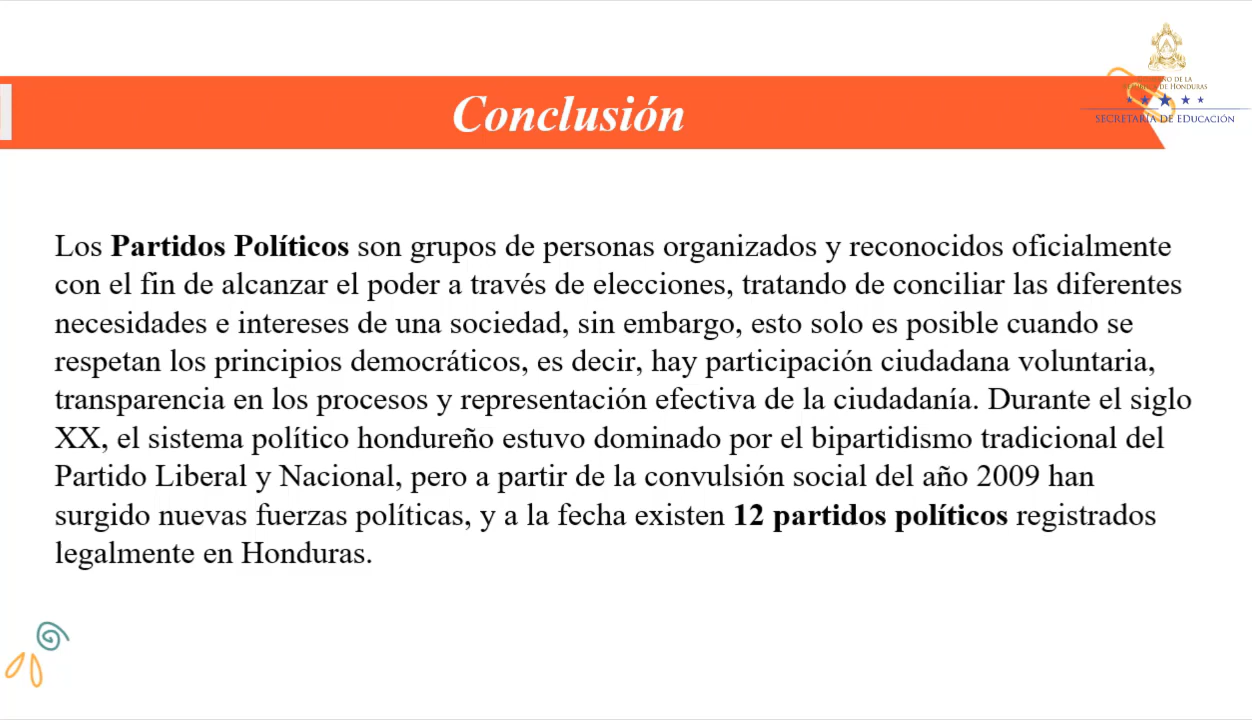 Conclusión
REPÚBLICA DE HONDURAS
SECRETARÍA DE EDUCACIÓN
Los Partidos Políticos son grupos de personas organizados y reconocidos oficialmente
con el fin de alcanzar el poder a través de elecciones, tratando de conciliar las diferentes
necesidades e intereses de una sociedad, sin embargo, esto solo es posible cuando se
respetan los principios democráticos, es decir, hay participación ciudadana voluntaria,
transparencia en los procesos y representación efectiva de la ciudadanía. Durante el siglo
XX, el sistema político hondureño estuvo dominado por el bipartidismo tradicional del
Partido Liberal y Nacional, pero a partir de la convulsión social del año 2009 han
surgido nuevas fuerzas políticas, y a la fecha existen 12 partidos políticos registrados
legalmente en Honduras.